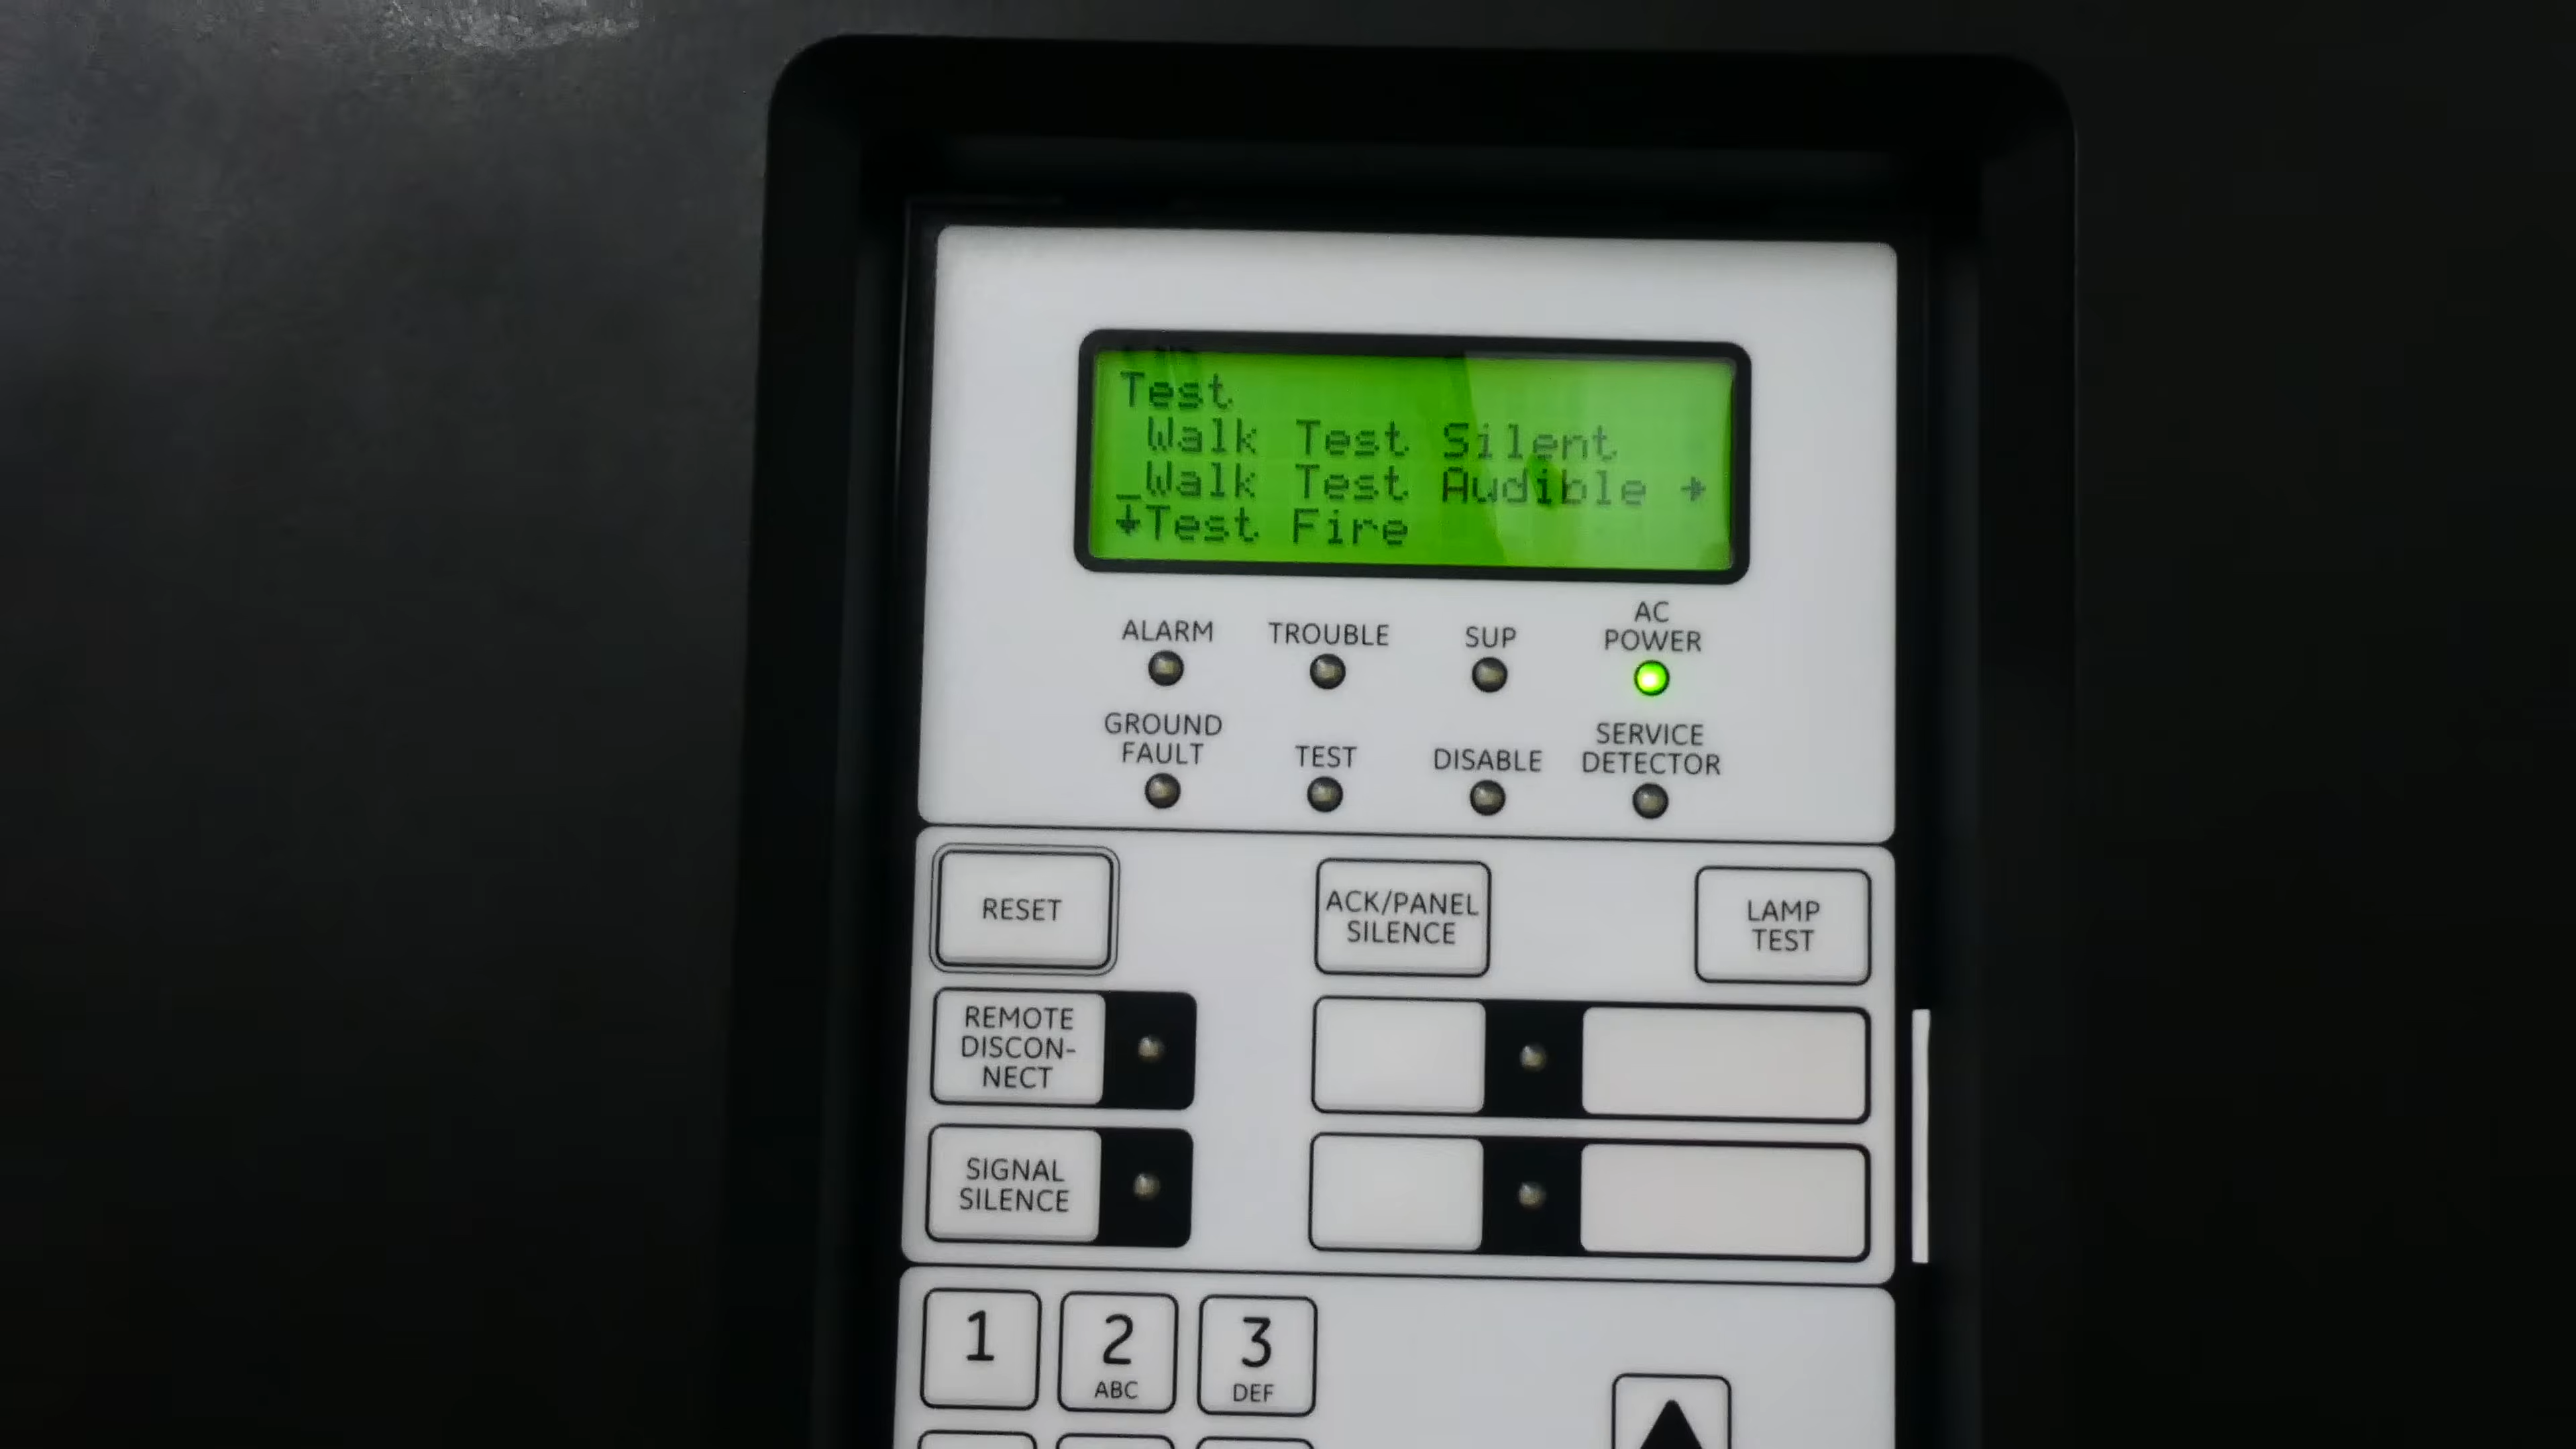 Test
Walk Test Silent
_Walk Test Audible →
↓Test Fire
ALARM
TROUBLE
SUP
AC
POWER
GROUND
FAULT
TEST
DISABLE
SERVICE
DETECTOR
RESET
ACK/PANEL
SILENCE
LAMP
TEST
REMOTE
DISCON-
NECT
SIGNAL
SILENCE
1
2
ABC
3
DEF